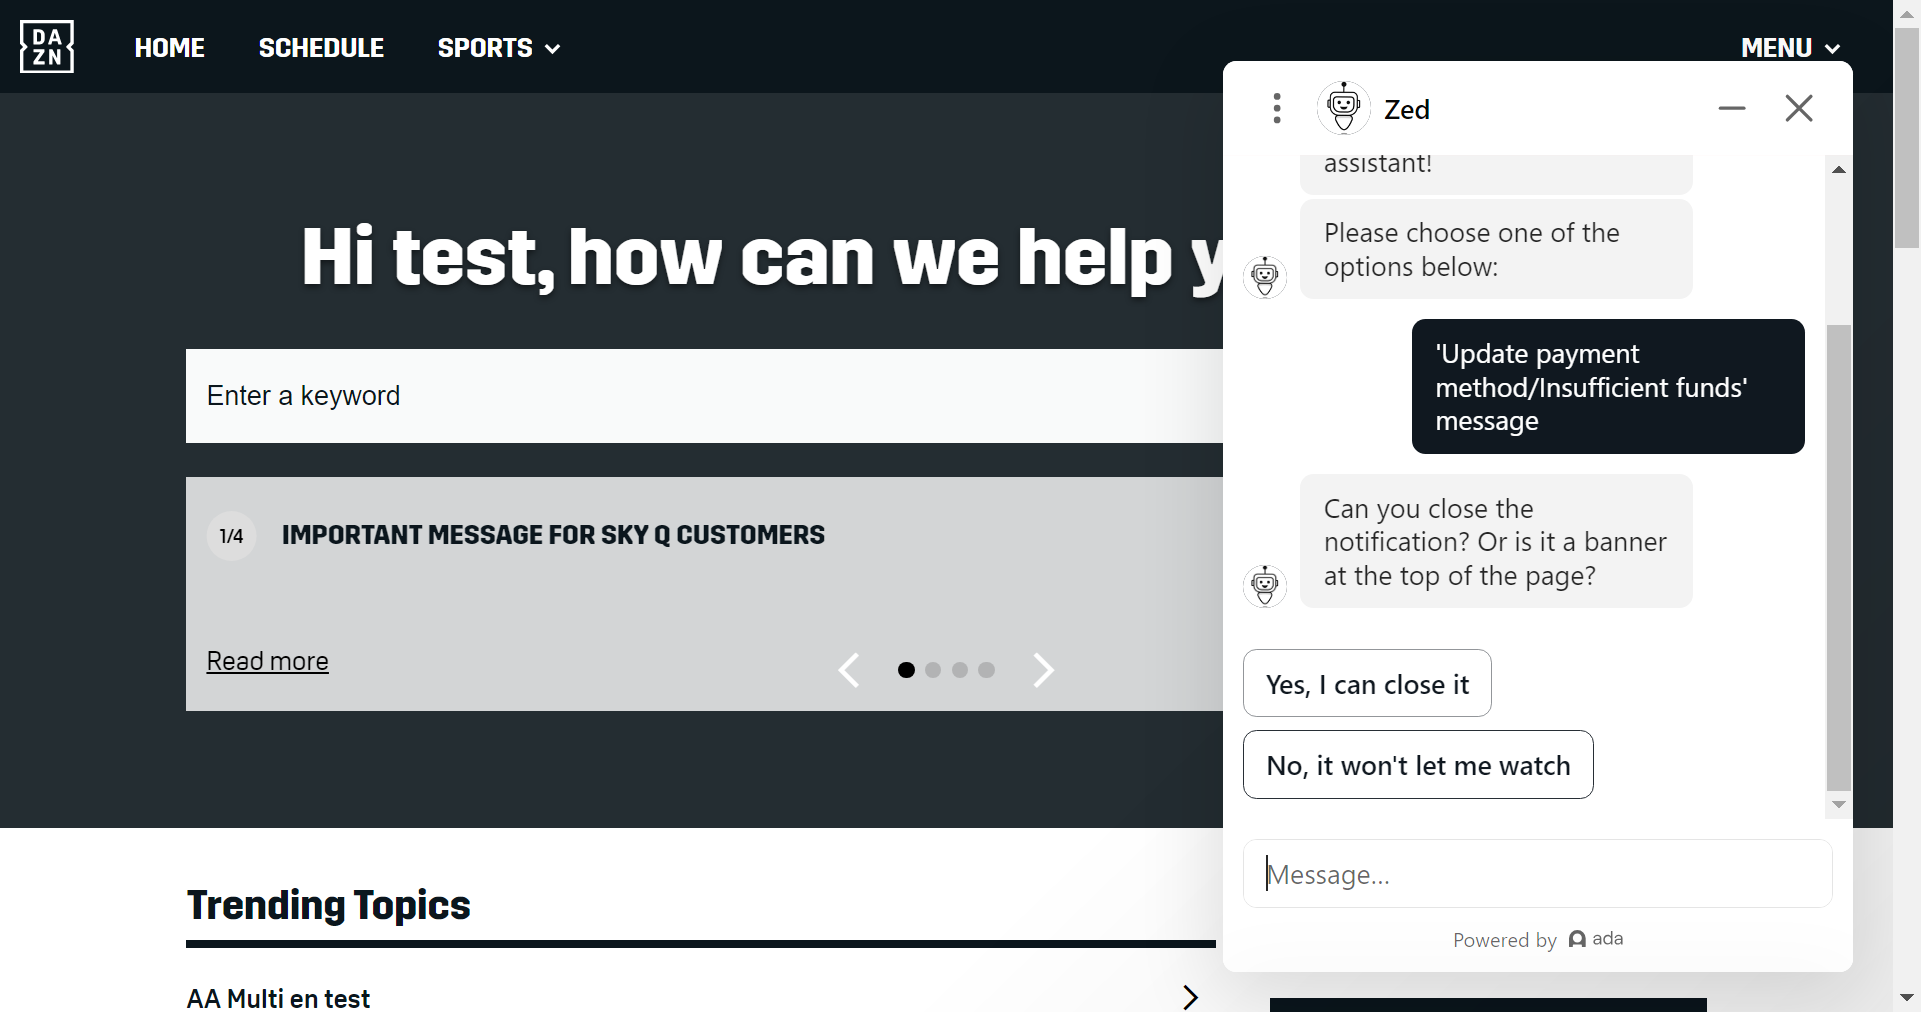 DA
ZN
HOME
SCHEDULE
SPORTS
MENU
Hi test, how can we help y
Enter a keyword
1/4
IMPORTANT MESSAGE FOR SKY Q CUSTOMERS
Read more
Trending Topics
AA Multi en test
Zed
assistant!
Please choose one of the
options below:
'Update payment
method/Insufficient funds'
message
Can you close the
notification? Or is it a banner
at the top of the page?
Yes, I can close it
No, it won't let me watch
Message...
Powered by ada